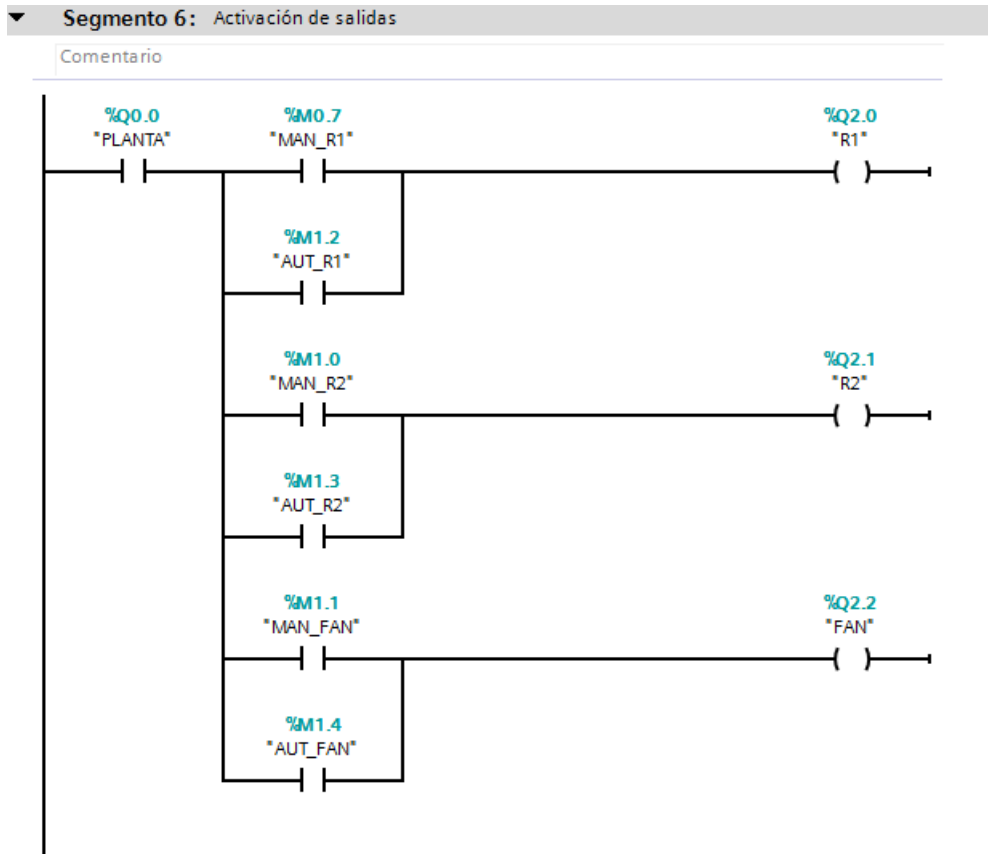 Segmento 6: Activación de salidas
Comentario
%Q0.0 %M0.7 %Q2.0
"PLANTA" "MAN_R1" "R1"
%M1.2
"AUT_R1"
%M1.0 %Q2.1
"MAN_R2" "R2"
%M1.3
"AUT_R2"
%M1.1 %Q2.2
"MAN_FAN" "FAN"
%M1.4
"AUT_FAN"